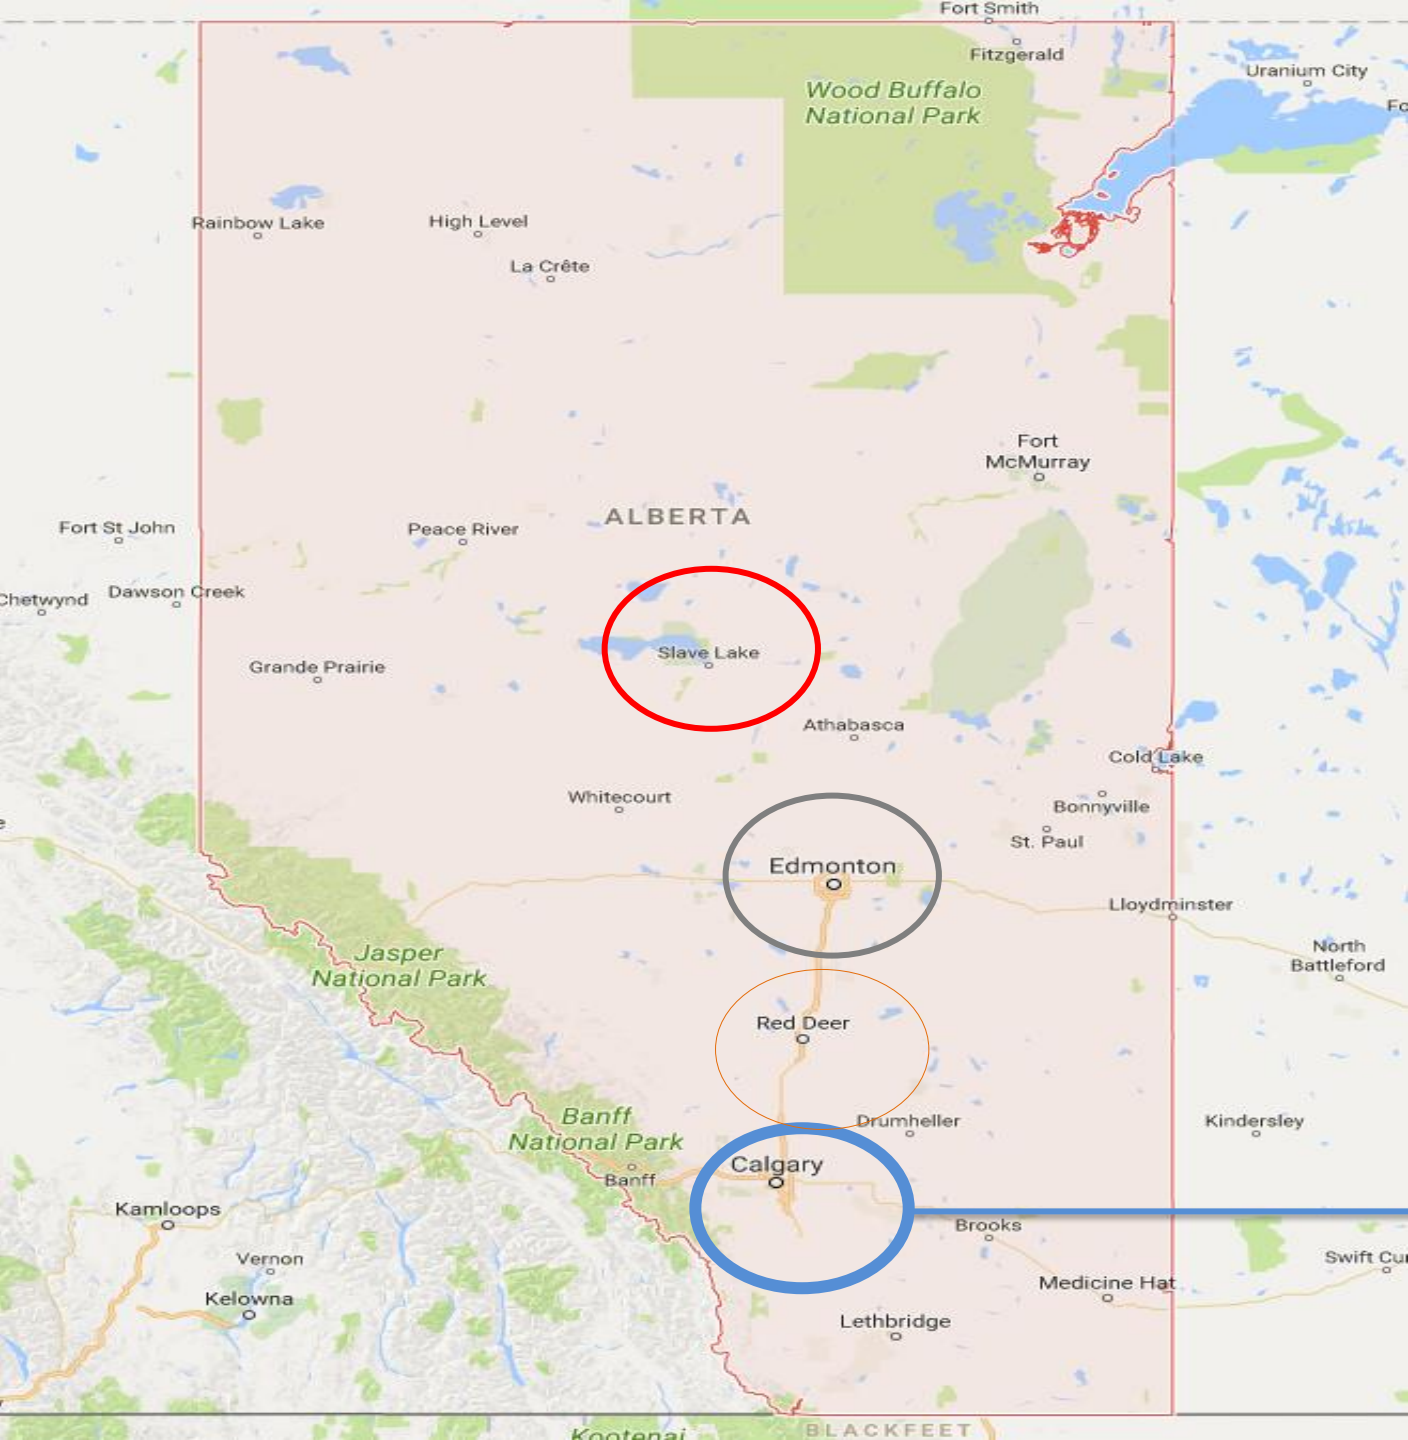 Fort Smith
Fitzgerald
Uranium City
Wood Buffalo
National Park
Rainbow Lake
High Level
La Crête
Fort
McMurray
ALBERTA
Fort St John
Peace River
Chetwynd
Dawson Creek
Slave Lake
Grande Prairie
Athabasca
Cold Lake
Whitecourt
Bonnyville
St. Paul
Edmonton
Lloydminster
North
Battleford
Jasper
National Park
Red Deer
Banff
National Park
Drumheller
Kindersley
Calgary
Banff
Kamloops
Brooks
Vernon
Swift Cu
Medicine Hat
Kelowna
Lethbridge
BLACKFEET
Kootenai